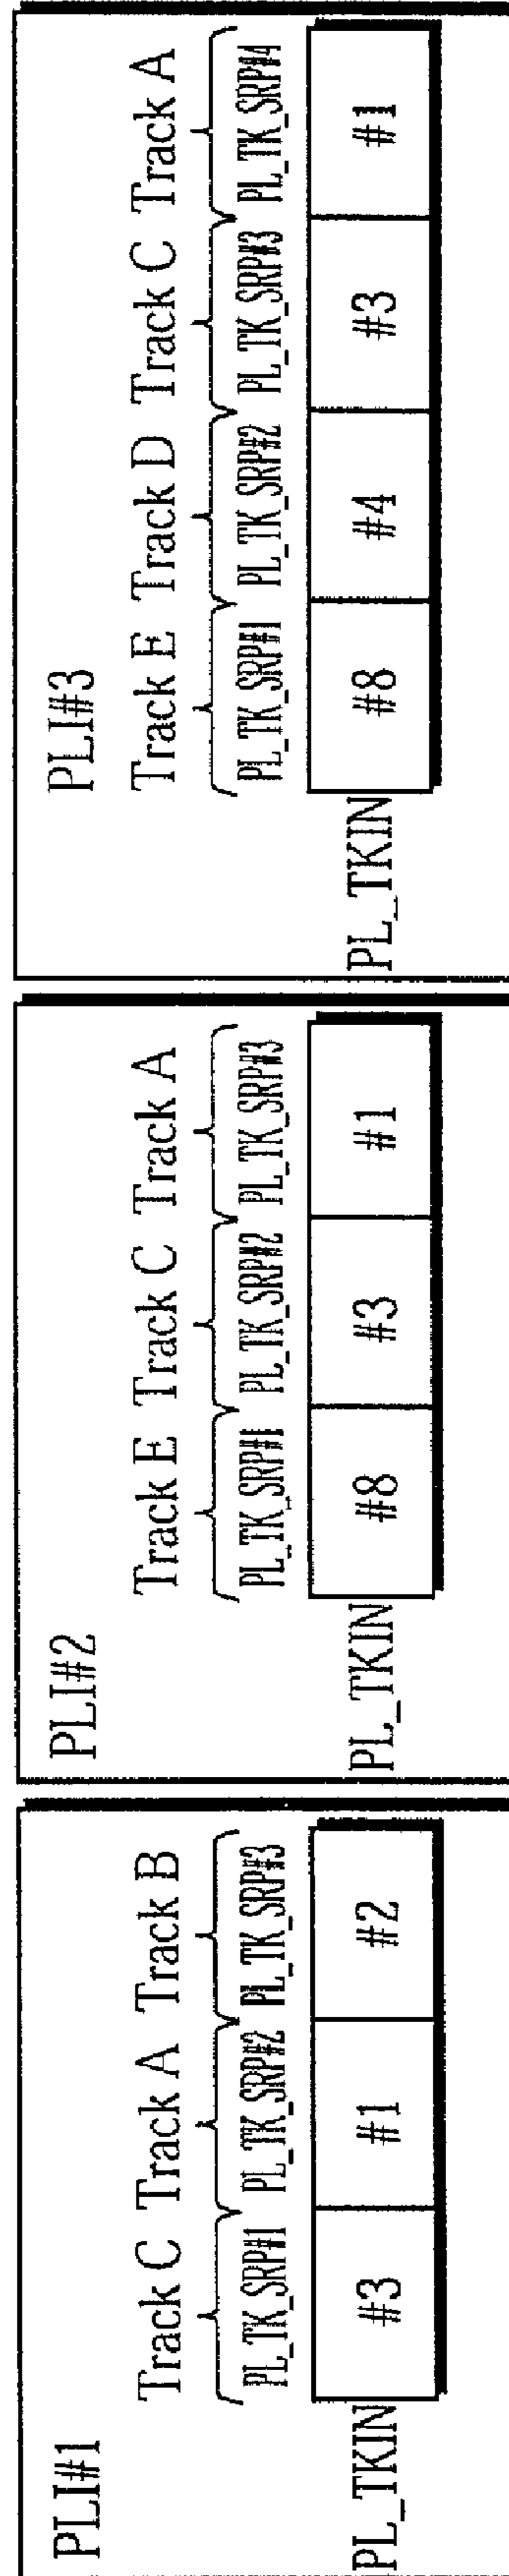 PLI#1
Track C Track A Track B
PL_TK_SRP#1 PL_TK_SRP#2 PL_TK_SRP#3
PL_TKIN #3 #1 #2
PLI#2
Track E Track C Track A
PL_TK_SRP#1 PL_TK_SRP#2 PL_TK_SRP#3
PL_TKIN #8 #3 #1
PLI#3
Track E Track D Track C Track A
PL_TK_SRP#1 PL_TK_SRP#2 PL_TK_SRP#3 PL_TK_SRP#4
PL_TKIN #8 #4 #3 #1